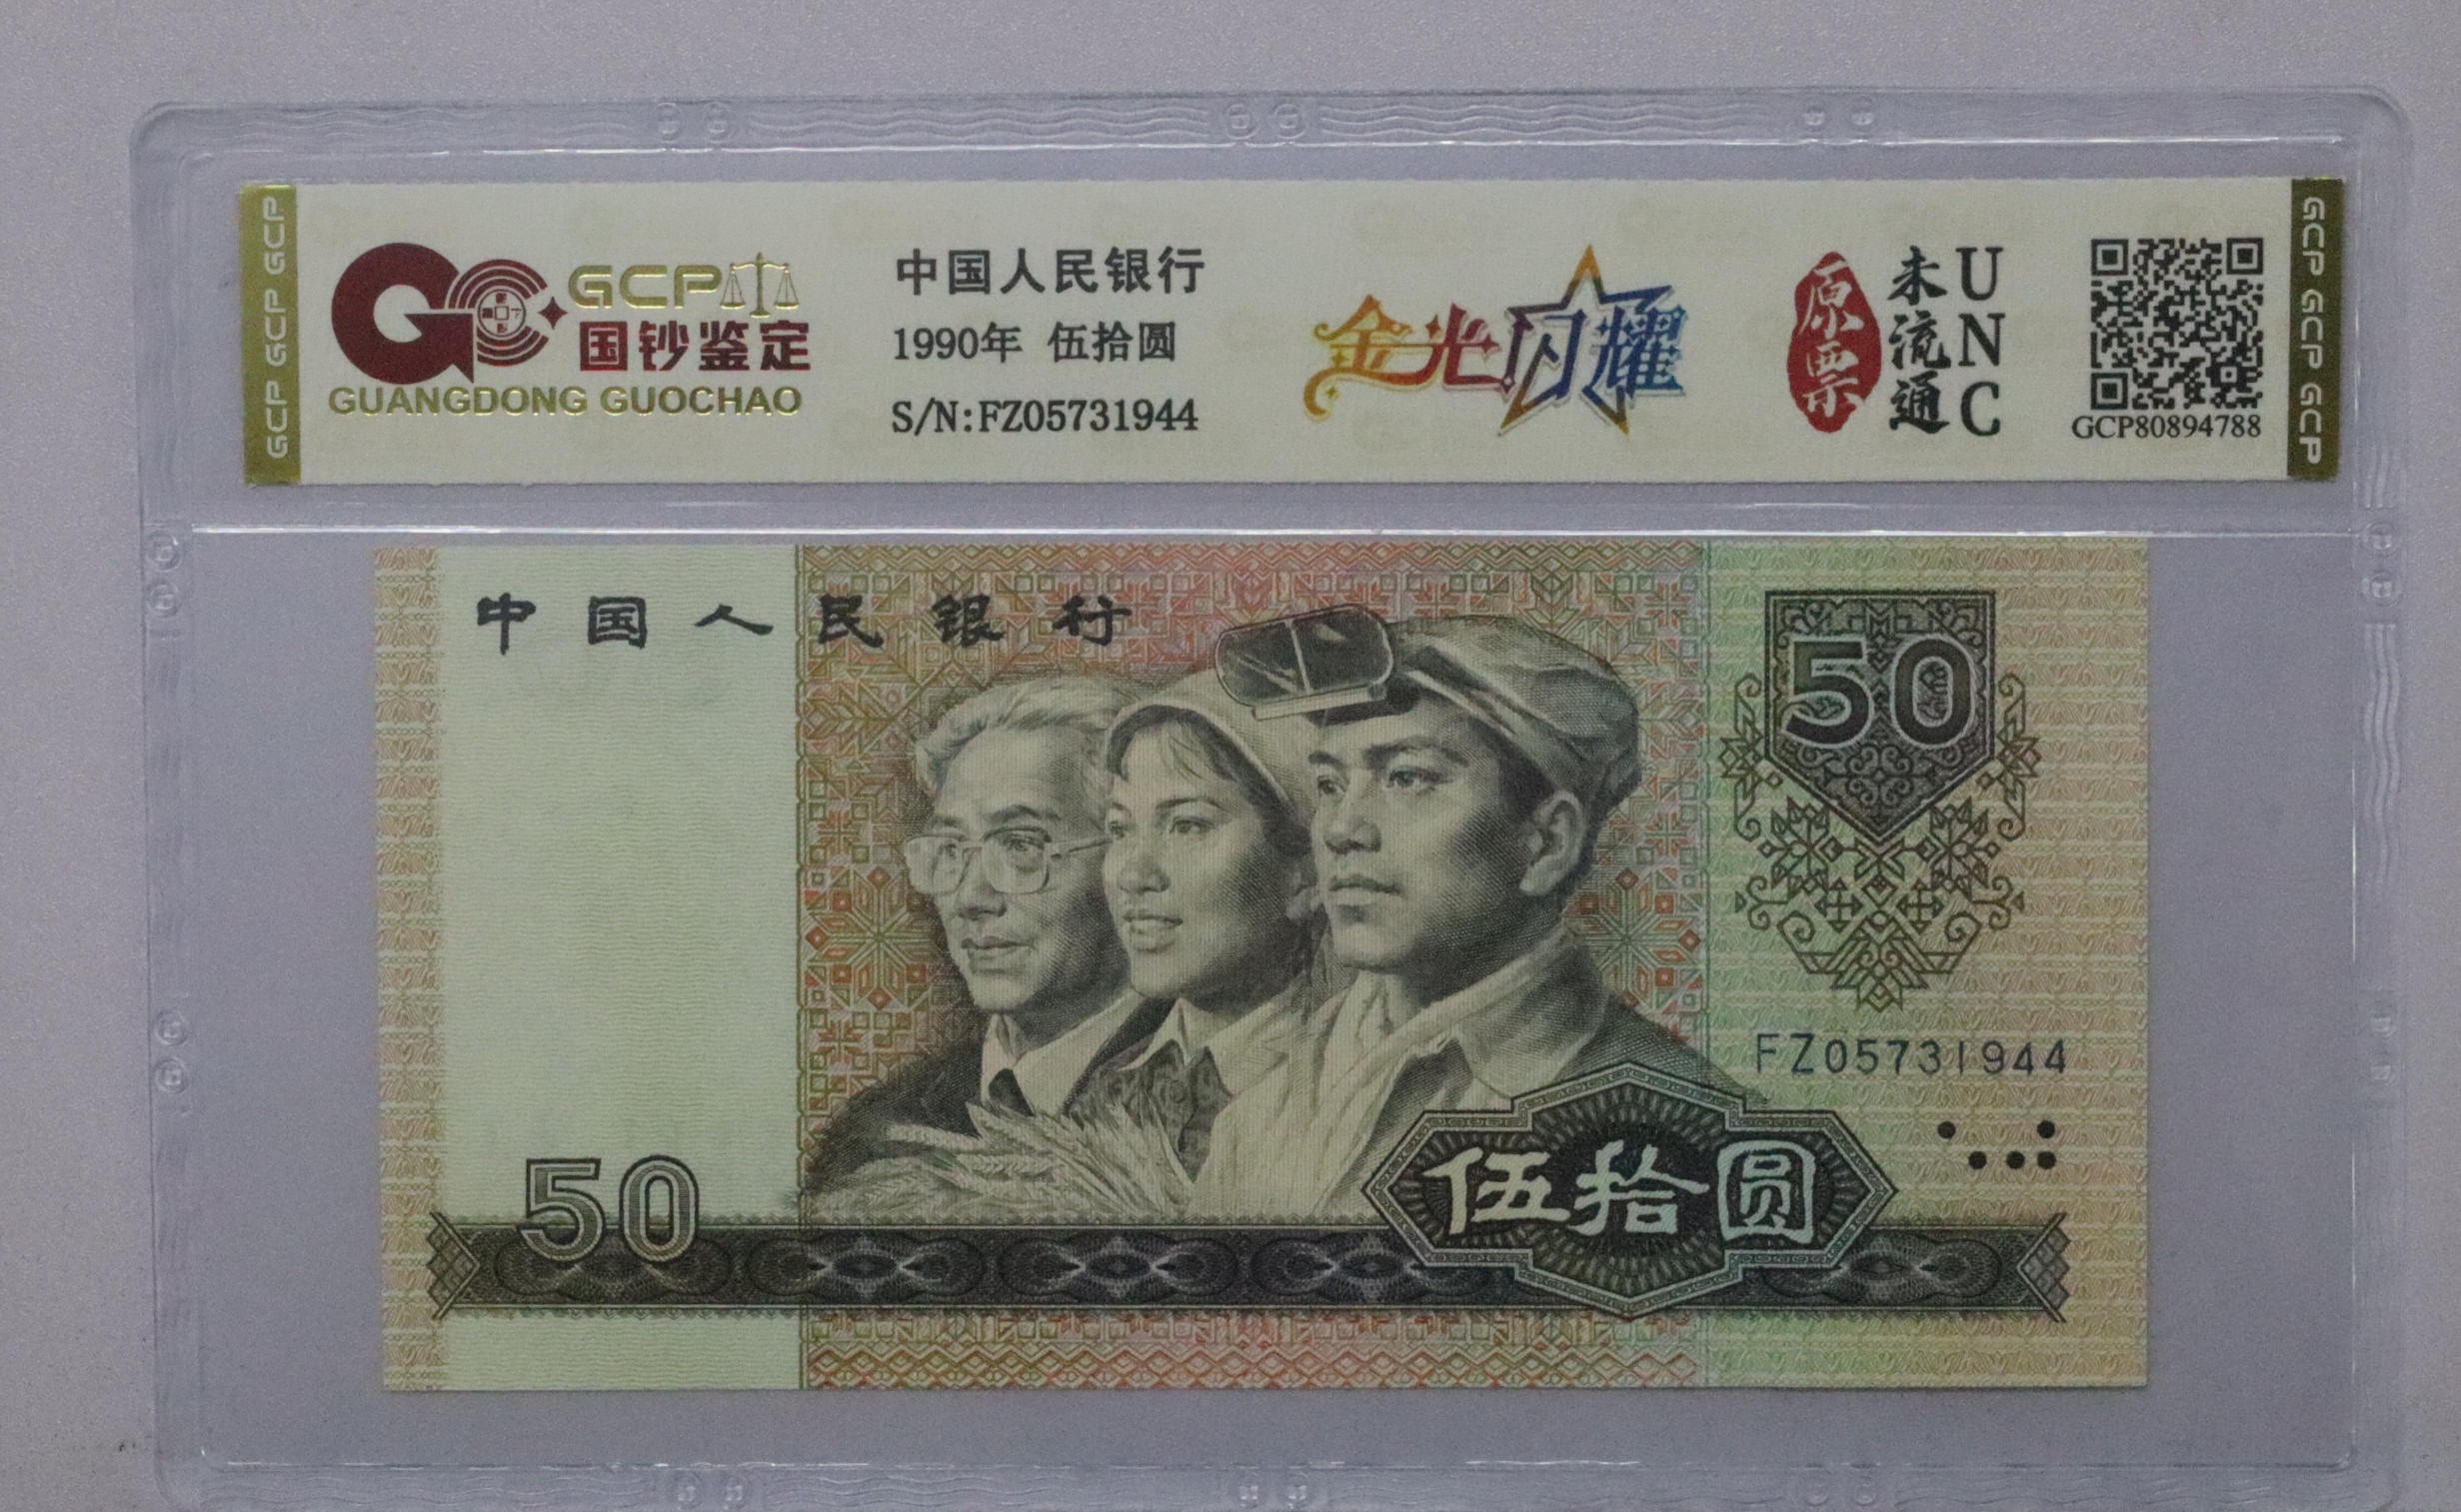 GCP GCP GCP
GCP
国钞鉴定
GUANGDONG GUOCHAO
中国人民银行
1990年 伍拾圆
S/N:FZ05731944
金光闪耀
原票
未流通
UNC
GCP80894788
GCP GCP GCP
中国人民银行
50
FZ05731944
50
伍拾圆